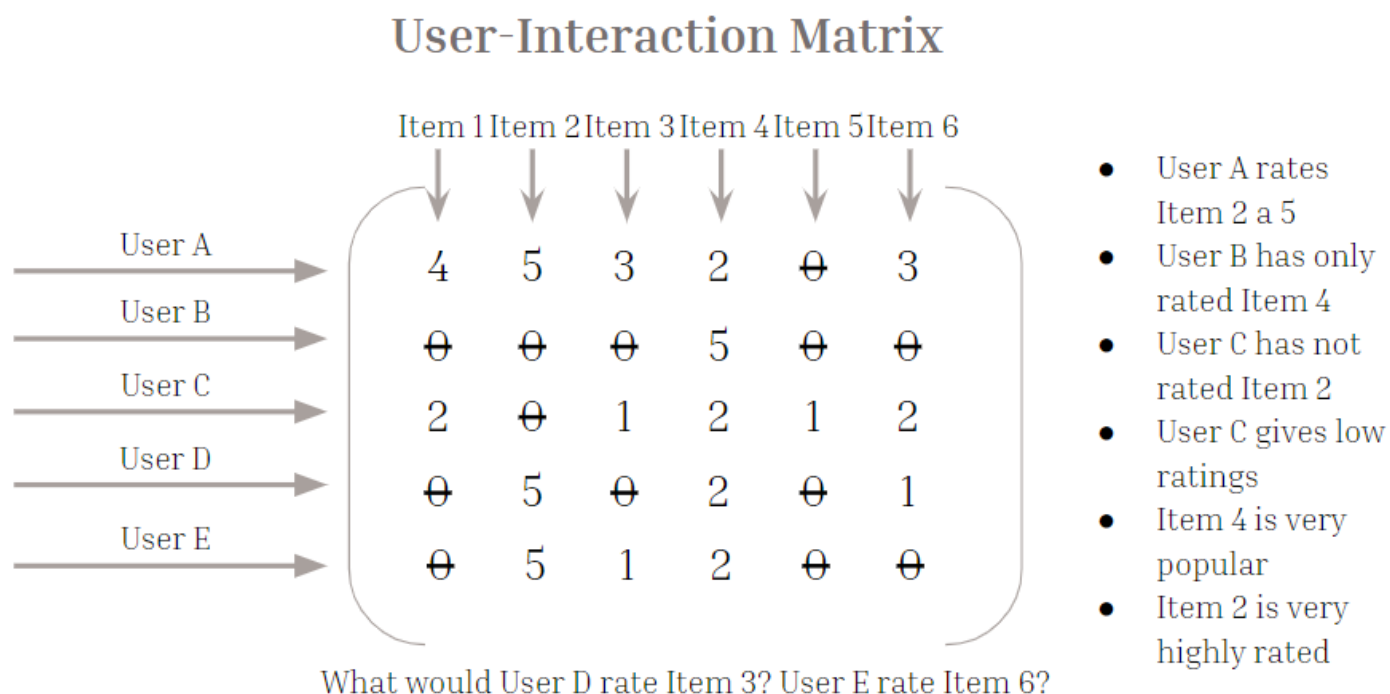 User-Interaction Matrix
Item 1 Item 2 Item 3 Item 4 Item 5 Item 6
User A 4 5 3 2 0 3
User B 0 0 0 5 0 0
User C 2 0 1 2 1 2
User D 0 5 0 2 0 1
User E 0 5 1 2 0 0
What would User D rate Item 3? User E rate Item 6?
● User A rates
Item 2 a 5
● User B has only
rated Item 4
● User C has not
rated Item 2
● User C gives low
ratings
● Item 4 is very
popular
● Item 2 is very
highly rated